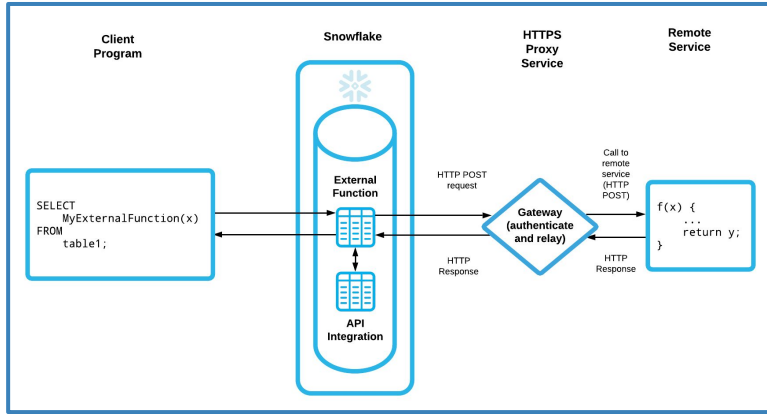 Client
Program
Snowflake
HTTPS
Proxy
Service
Remote
Service
SELECT
MyExternalFunction(x)
FROM
table1;
External
Function
API
Integration
HTTP POST
request
HTTP
Response
Gateway
(authenticate
and relay)
Call to
remote
service
(HTTP
POST)
HTTP
Response
f(x) {
...
return y;
}